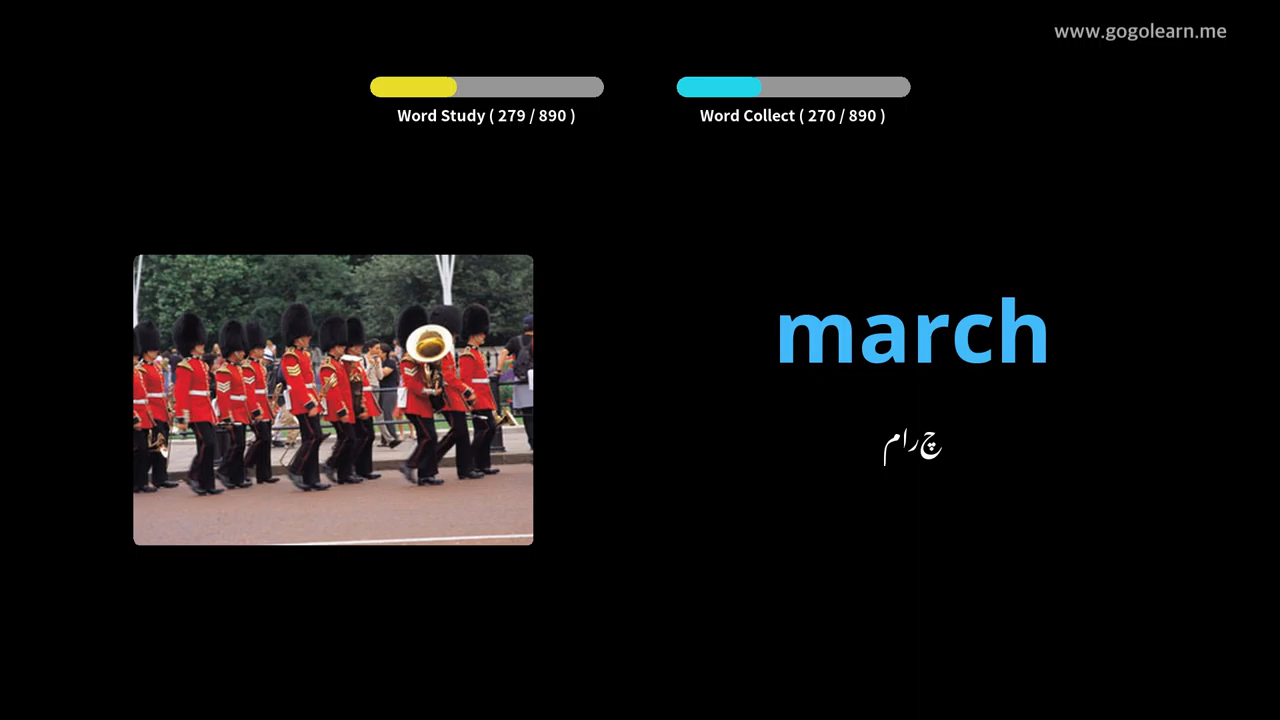 www.gogolearn.me
Word Study ( 279 / 890 )
Word Collect ( 270 / 890 )
march
چ رام